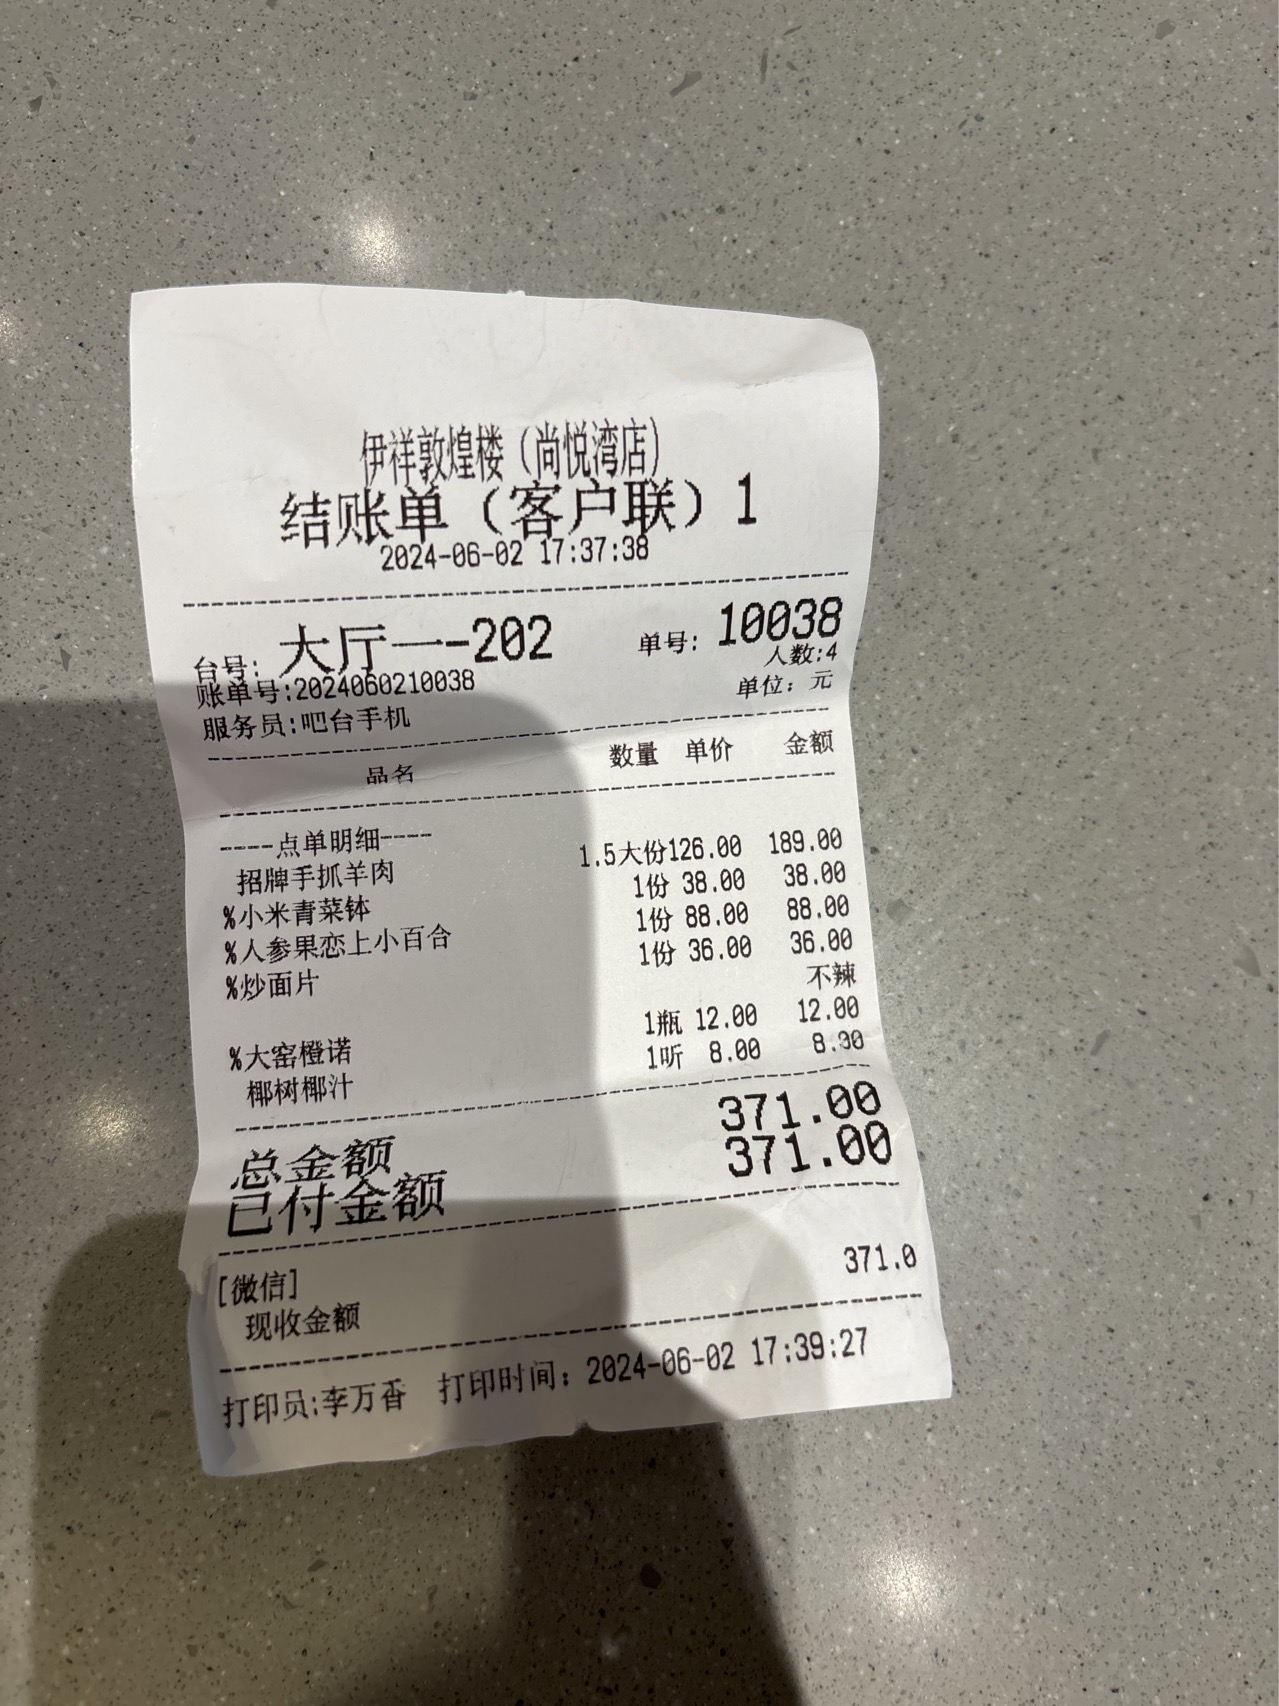 伊祥敦煌楼（尚悦湾店）
结账单（客户联）1
2024-06-02 17:37:38
台号: 大厅一-202 单号: 10038
账单号:2024060210038 人数:4
服务员:吧台手机 单位: 元
品名 数量 单价 金额
----点单明细----
招牌手抓羊肉 1.5大份126.00 189.00
%小米青菜钵 1份 38.00 38.00
%人参果恋上小百合 1份 88.00 88.00
%炒面片 1份 36.00 36.00
不辣
%大窑橙诺 1瓶 12.00 12.00
椰树椰汁 1听 8.00 8.00
总金额 371.00
已付金额 371.00
[微信]
现收金额 371.0
打印员:李万香 打印时间: 2024-06-02 17:39:27